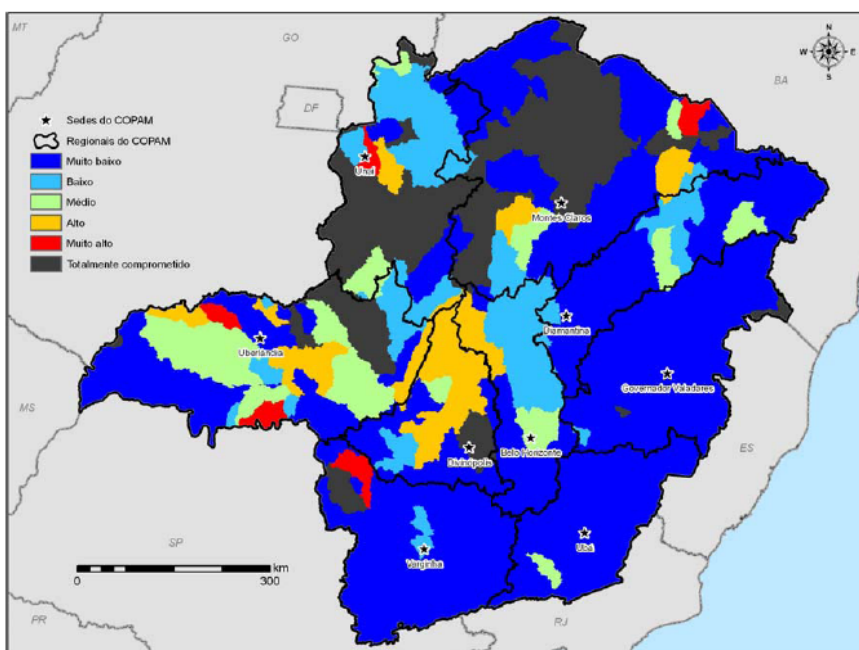 MT
GO
N
W
E
S
BA
DF
Sedes do COPAM
Regionais do COPAM
Muito baixo
Baixo
Médio
Alto
Muito alto
Totalmente comprometido
Unaí
Montes Claros
Diamantina
Uberlândia
Governador Valadares
MS
ES
Divinópolis
Belo Horizonte
SP
Ubá
Varginha
0
300
km
PR
RJ